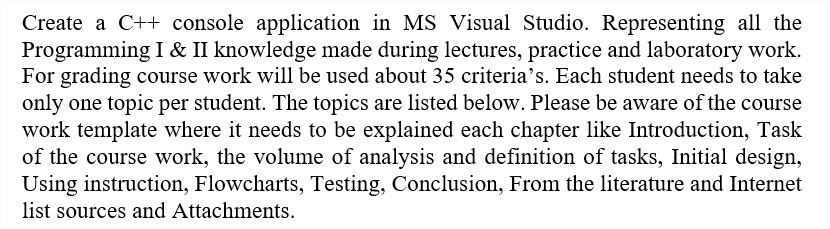 Create a C++ console application in MS Visual Studio. Representing all the
Programming I & II knowledge made during lectures, practice and laboratory work.
For grading course work will be used about 35 criteria’s. Each student needs to take
only one topic per student. The topics are listed below. Please be aware of the course
work template where it needs to be explained each chapter like Introduction, Task
of the course work, the volume of analysis and definition of tasks, Initial design,
Using instruction, Flowcharts, Testing, Conclusion, From the literature and Internet
list sources and Attachments.